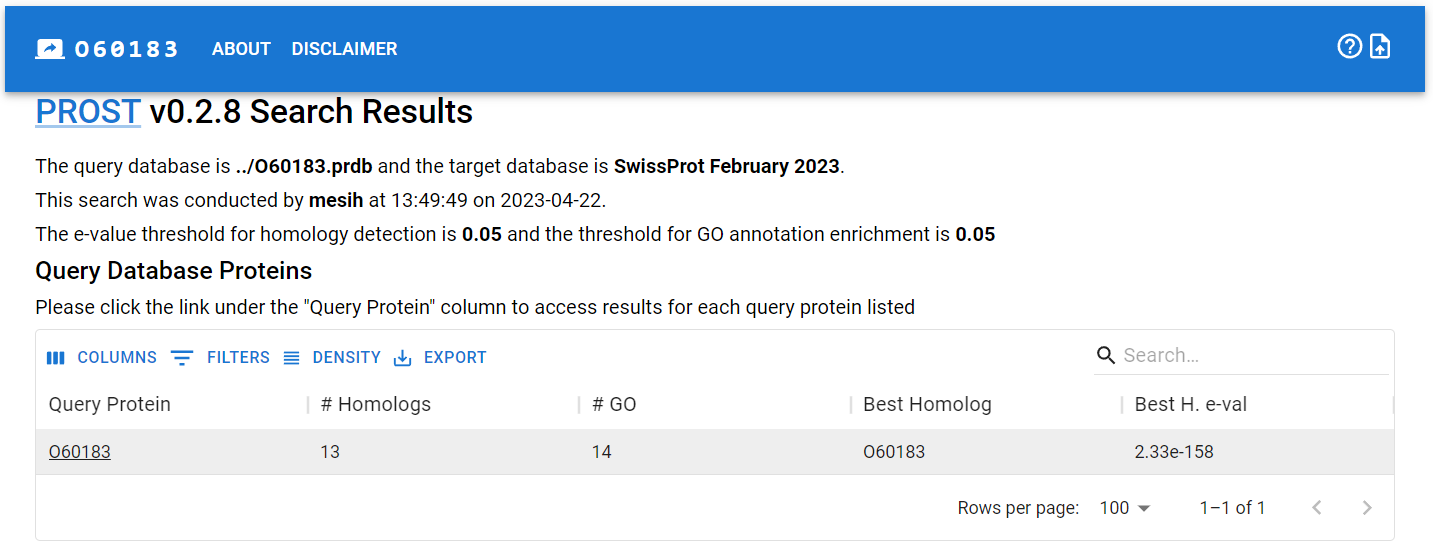 O60183 ABOUT DISCLAIMER
PROST v0.2.8 Search Results
The query database is ../O60183.prdb and the target database is SwissProt February 2023.
This search was conducted by mesih at 13:49:49 on 2023-04-22.
The e-value threshold for homology detection is 0.05 and the threshold for GO annotation enrichment is 0.05
Query Database Proteins
Please click the link under the "Query Protein" column to access results for each query protein listed
COLUMNS FILTERS DENSITY EXPORT Search…
Query Protein # Homologs # GO Best Homolog Best H. e-val
O60183 13 14 O60183 2.33e-158
Rows per page: 100 1–1 of 1